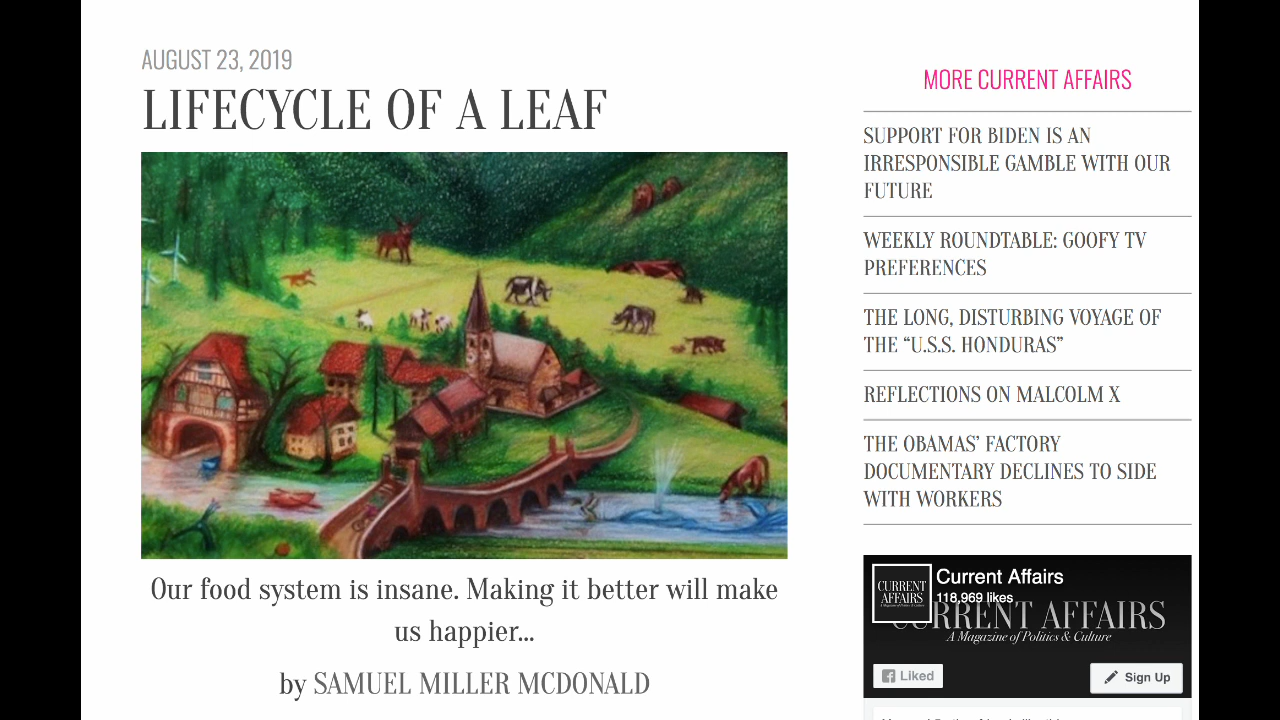 AUGUST 23, 2019
LIFECYCLE OF A LEAF
Our food system is insane. Making it better will make
us happier...
by SAMUEL MILLER MCDONALD
MORE CURRENT AFFAIRS
SUPPORT FOR BIDEN IS AN
IRRESPONSIBLE GAMBLE WITH OUR
FUTURE
WEEKLY ROUNDTABLE: GOOFY TV
PREFERENCES
THE LONG, DISTURBING VOYAGE OF
THE “U.S.S. HONDURAS”
REFLECTIONS ON MALCOLM X
THE OBAMAS’ FACTORY
DOCUMENTARY DECLINES TO SIDE
WITH WORKERS
CURRENT
AFFAIRS
Current Affairs
118,969 likes
CURRENT AFFAIRS
A Magazine of Politics & Culture
Liked
Sign Up